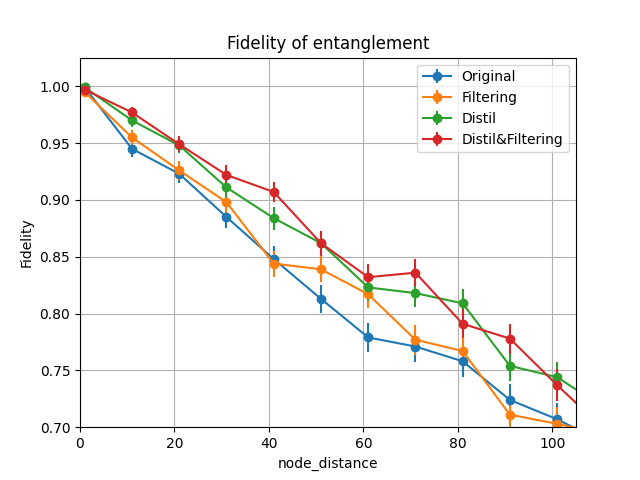 Fidelity of entanglement
Original
Filtering
Distil
Distil&Filtering
Fidelity
1.00
0.95
0.90
0.85
0.80
0.75
0.70
0 20 40 60 80 100
node_distance